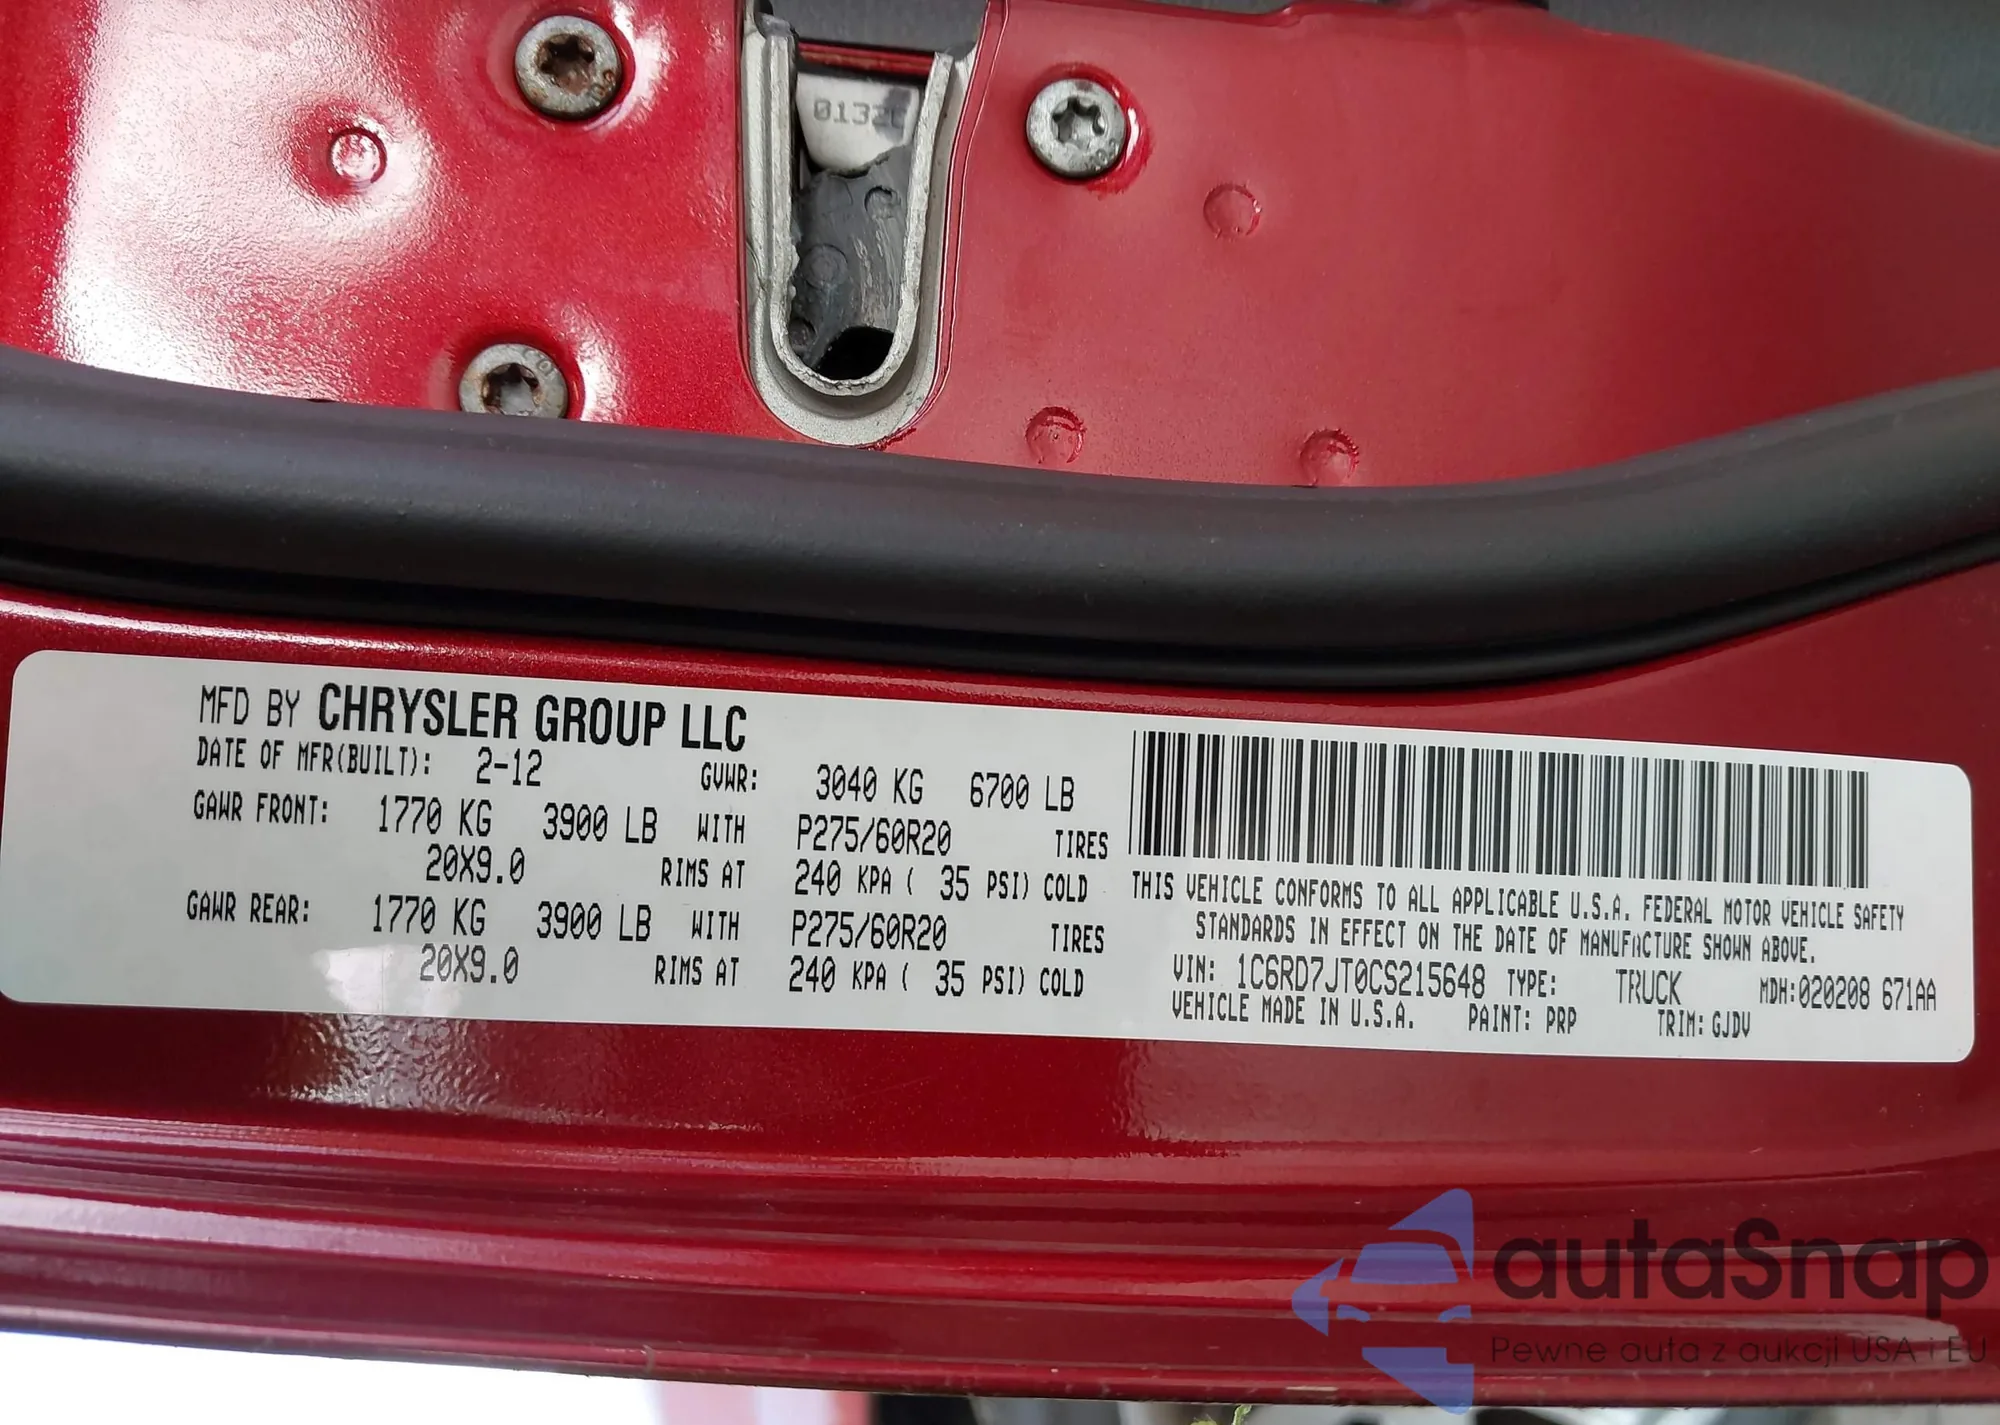 0132
MFD BY CHRYSLER GROUP LLC
DATE OF MFR(BUILT): 2-12 GVWR: 3040 KG 6700 LB
GAWR FRONT: 1770 KG 3900 LB WITH P275/60R20 TIRES
20X9.0 RIMS AT 240 KPA ( 35 PSI) COLD
GAWR REAR: 1770 KG 3900 LB WITH P275/60R20 TIRES
20X9.0 RIMS AT 240 KPA ( 35 PSI) COLD
THIS VEHICLE CONFORMS TO ALL APPLICABLE U.S.A. FEDERAL MOTOR VEHICLE SAFETY
STANDARDS IN EFFECT ON THE DATE OF MANUFACTURE SHOWN ABOVE.
VIN: 1C6RD7JT0CS215648 TYPE: TRUCK MDH:020208 671AA
VEHICLE MADE IN U.S.A. PAINT: PRP TRIM: GJDV
autaSnap
Pewne auta z aukcji USA i EU